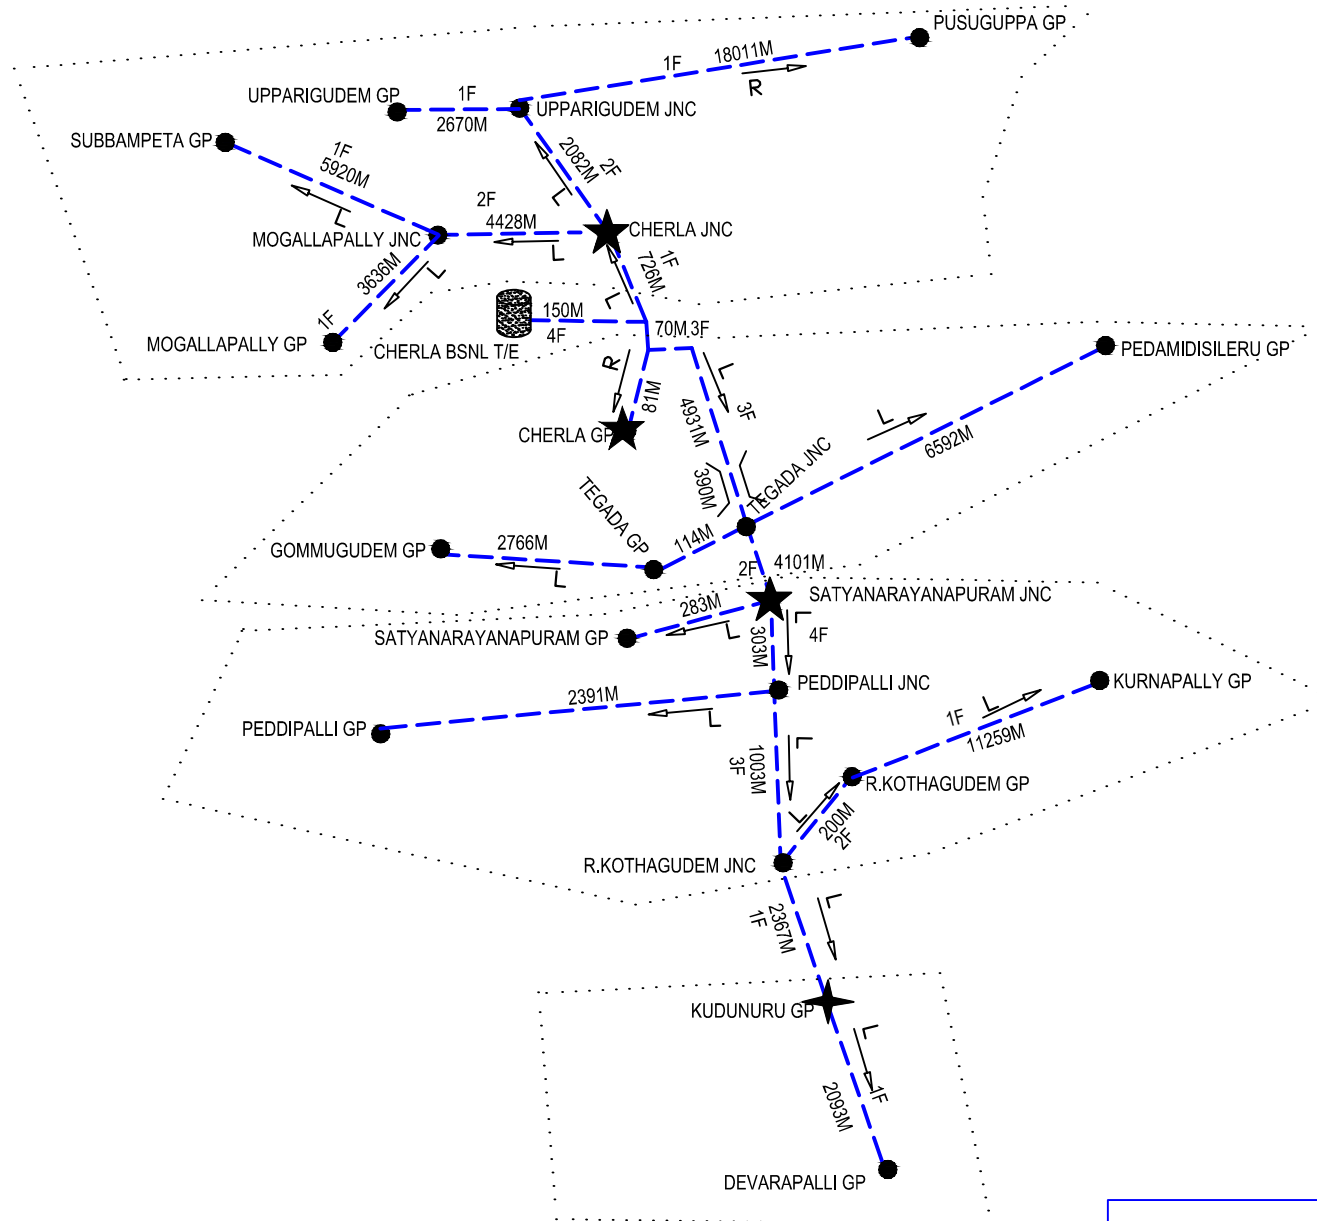 PUSUGUPPA GP
18011M
1F
R
UPPARIGUDEM GP
1F
2670M
UPPARIGUDEM JNC
SUBBAMPETA GP
1F
5920M
L
2082M
2F
L
2F
4428M
L
CHERLA JNC
MOGALLAPALLY JNC
3636M
L
1F
MOGALLAPALLY GP
1F
726M
L
150M
4F
CHERLA BSNL T/E
70M,3F
R
81M
CHERLA GP
L
3F
4931M
390M
PEDAMIDISILERU GP
L
6592M
TEGADA JNC
TEGADA GP
114M
GOMMUGUDEM GP
2766M
L
2F
4101M
SATYANARAYANAPURAM JNC
283M
L
SATYANARAYANAPURAM GP
303M
L
4F
PEDDIPALLI JNC
2391M
L
PEDDIPALLI GP
L
1003M
3F
KURNAPALLY GP
1F
L
11259M
R.KOTHAGUDEM GP
L
200M
2F
R.KOTHAGUDEM JNC
L
2367M
1F
KUDUNURU GP
L
1F
2093M
DEVARAPALLI GP